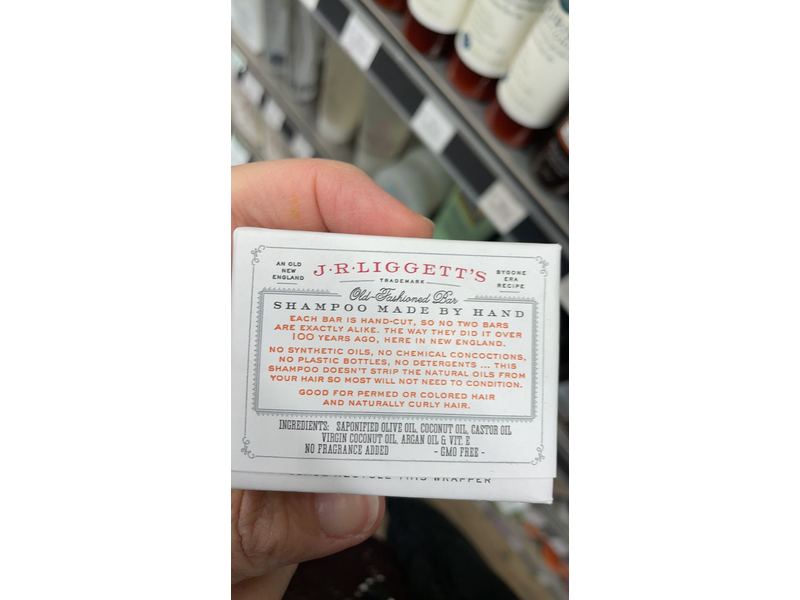 AN OLD
NEW
ENGLAND
J·R·LIGGETT'S
TRADEMARK
BYGONE
ERA
RECIPE
Old-Fashioned Bar
SHAMPOO MADE BY HAND
EACH BAR IS HAND-CUT, SO NO TWO BARS
ARE EXACTLY ALIKE. THE WAY THEY DID IT OVER
100 YEARS AGO, HERE IN NEW ENGLAND.
NO SYNTHETIC OILS, NO CHEMICAL CONCOCTIONS,
NO PLASTIC BOTTLES, NO DETERGENTS ... THIS
SHAMPOO DOESN'T STRIP THE NATURAL OILS FROM
YOUR HAIR SO MOST WILL NOT NEED TO CONDITION.
GOOD FOR PERMED OR COLORED HAIR
AND NATURALLY CURLY HAIR.
INGREDIENTS: SAPONIFIED OLIVE OIL, COCONUT OIL, CASTOR OIL
VIRGIN COCONUT OIL, ARGAN OIL & VIT. E
NO FRAGRANCE ADDED - GMO FREE -
RECYCLE THIS WRAPPER